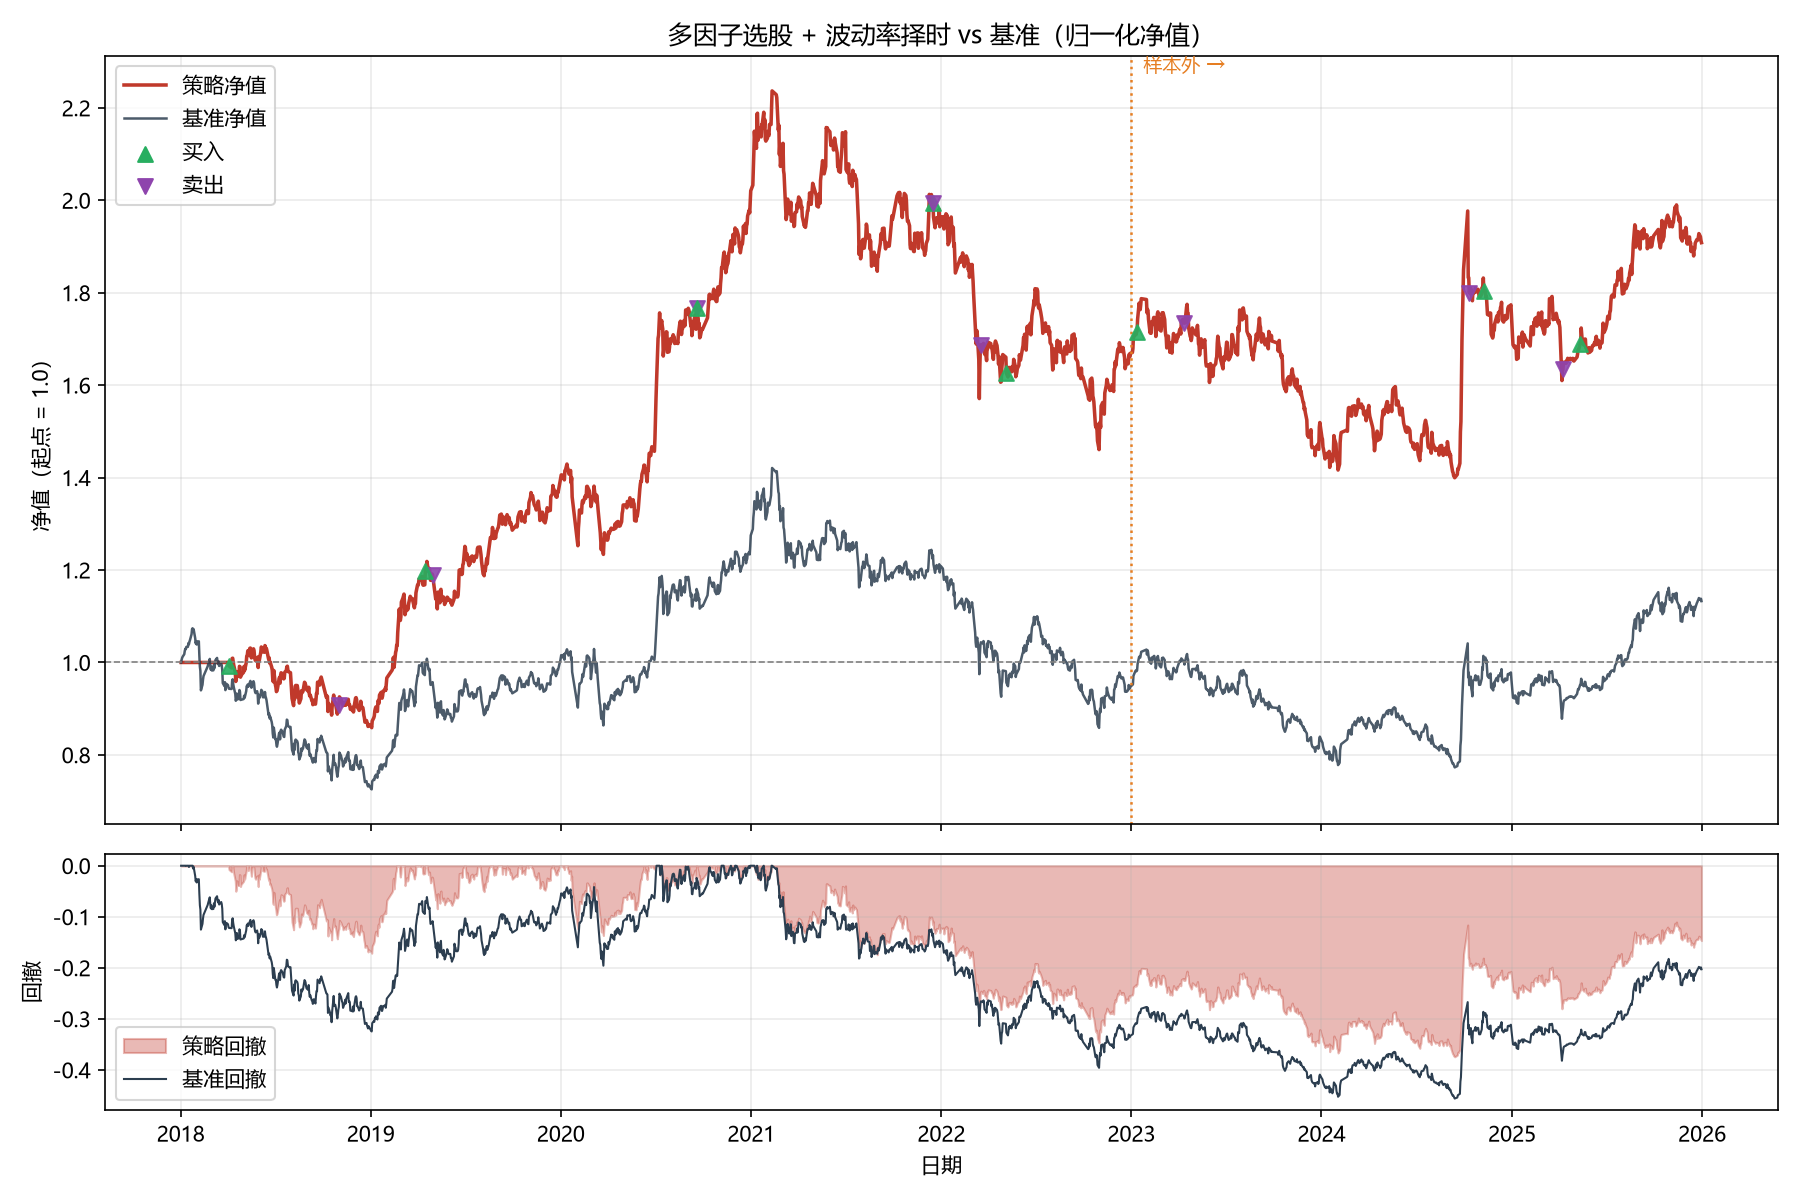 多因子选股 + 波动率择时 vs 基准（归一化净值）
策略净值
基准净值
买入
卖出
样本外 →
净值（起点 = 1.0）
2.2
2.0
1.8
1.6
1.4
1.2
1.0
0.8
回撤
0.0
-0.1
-0.2
-0.3
-0.4
策略回撤
基准回撤
2018 2019 2020 2021 2022 2023 2024 2025 2026
日期